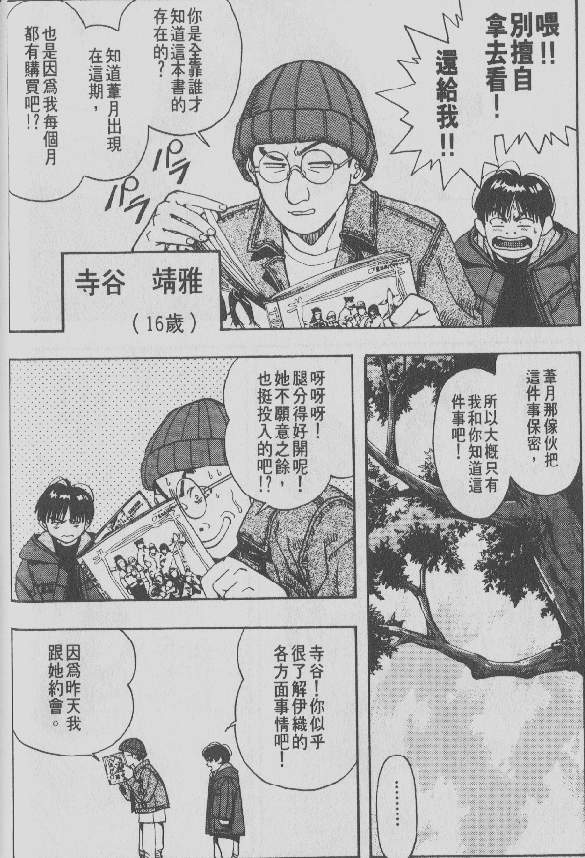 喂!!
別擅自
拿去看！
還給我!!
你是全靠誰才
知道這本書的
存在的？
知道葦月出現
在這期，
也是因爲我每個月
都有購買吧!?
パラ
パラ
寺谷　靖雅
（16歲）
葦月那傢伙把
這件事保密，
所以大概只有
我和你知道這
件事吧！
呀呀呀！
腿分得好開呢！
她不願意之餘，
也挺投入的吧!?
………
寺谷！你似乎
很了解伊織的
各方面事情吧！
因爲昨天我
跟她約會。